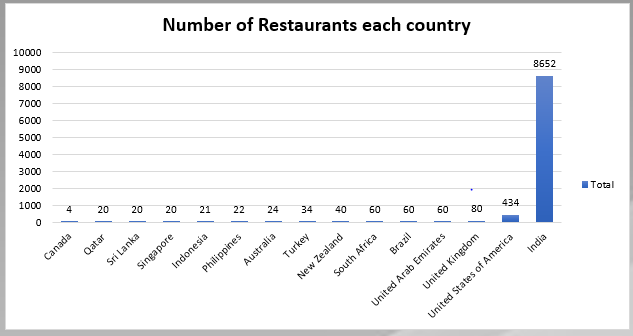 Number of Restaurants each country
10000
9000
8000
7000
6000
5000
4000
3000
2000
1000
0
4
20
20
20
21
22
24
34
40
60
60
60
80
434
8652
Canada
Qatar
Sri Lanka
Singapore
Indonesia
Philippines
Australia
Turkey
New Zealand
South Africa
Brazil
United Arab Emirates
United Kingdom
United States of America
India
Total